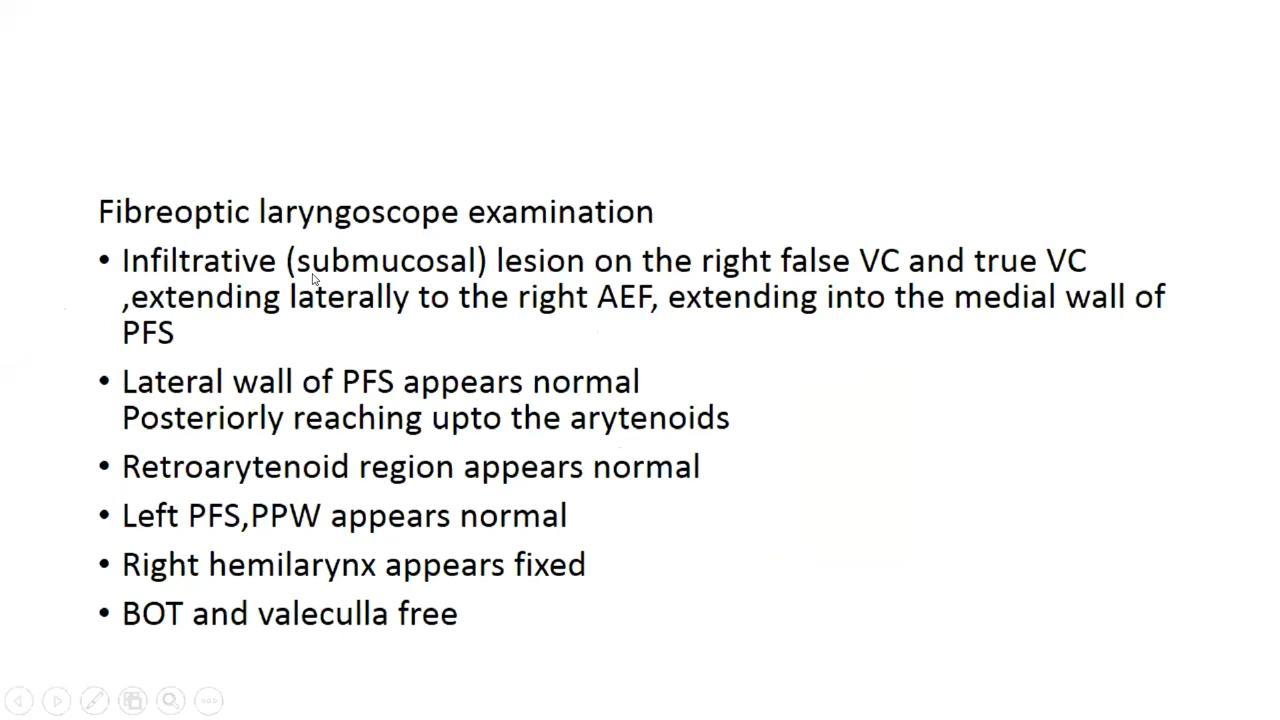 Fibreoptic laryngoscope examination
• Infiltrative (submucosal) lesion on the right false VC and true VC
,extending laterally to the right AEF, extending into the medial wall of
PFS
• Lateral wall of PFS appears normal
Posteriorly reaching upto the arytenoids
• Retroarytenoid region appears normal
• Left PFS,PPW appears normal
• Right hemilarynx appears fixed
• BOT and valeculla free